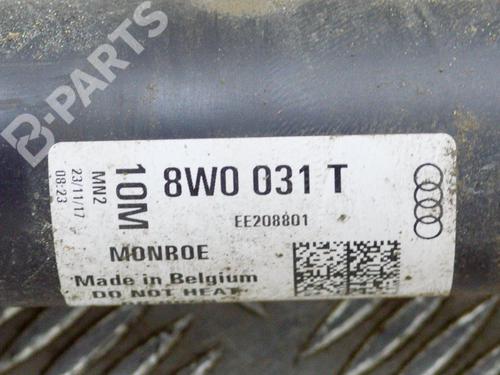 B-PARTS
23/11/17
08:23
MN2
10M
8W0 031 T
EE208801
MONROE
Made in Belgium
DO NOT HEAT